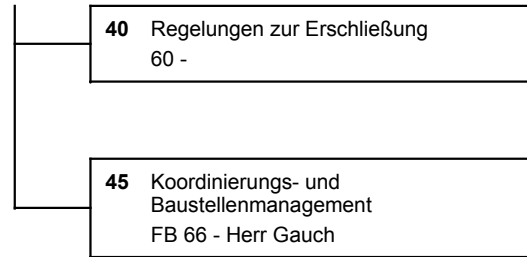 40 Regelungen zur Erschließung
60 -
45 Koordinierungs- und
Baustellenmanagement
FB 66 - Herr Gauch